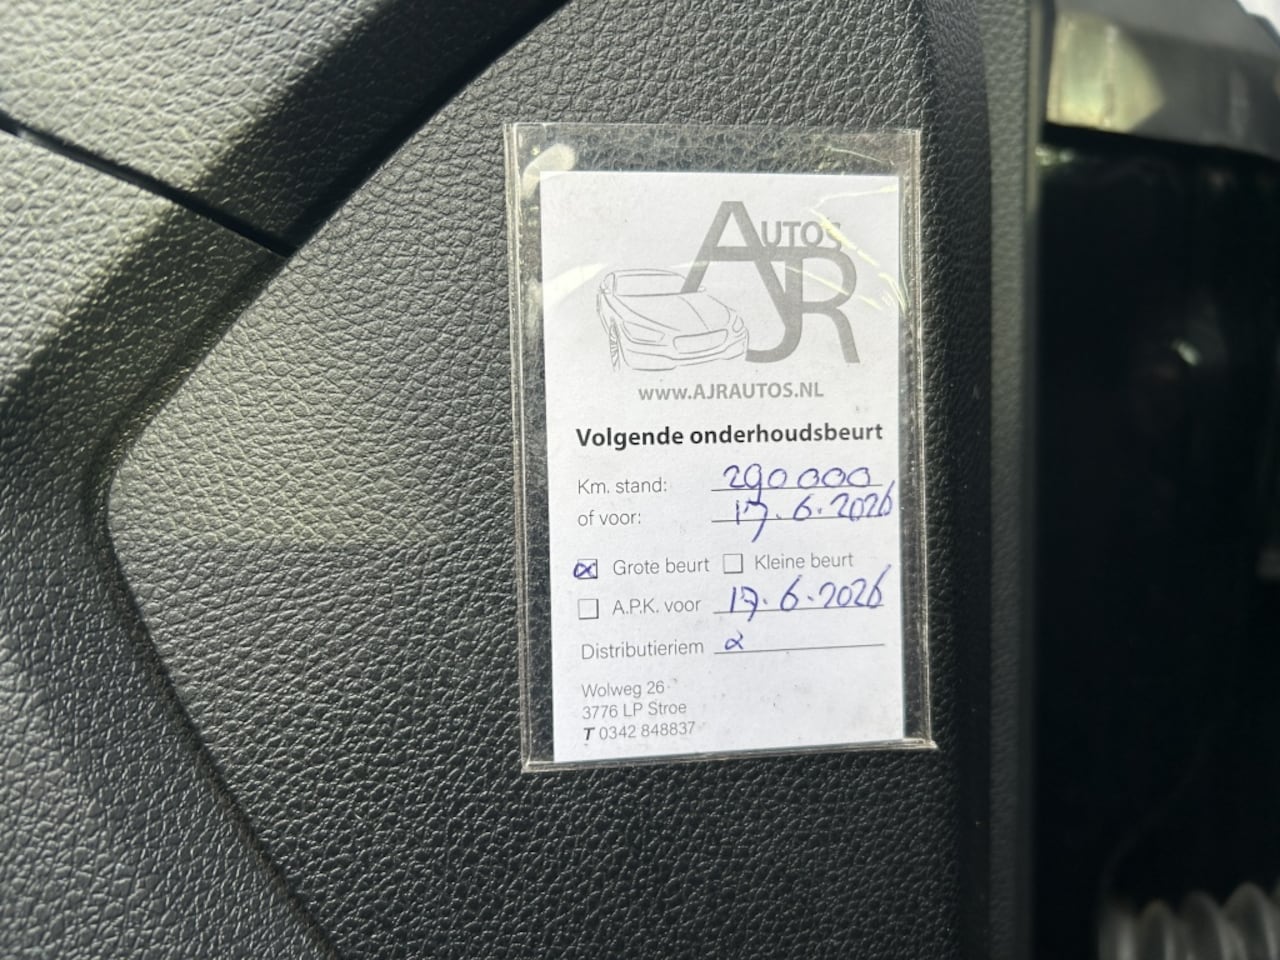 AUTOS
AJR
www.AJRAUTOS.NL
Volgende onderhoudsbeurt
Km. stand: 290000
of voor: 17.6.2026
Grote beurt Kleine beurt
A.P.K. voor 17.6.2026
Distributieriem
Wolweg 26
3776 LP Stroe
T 0342 848837